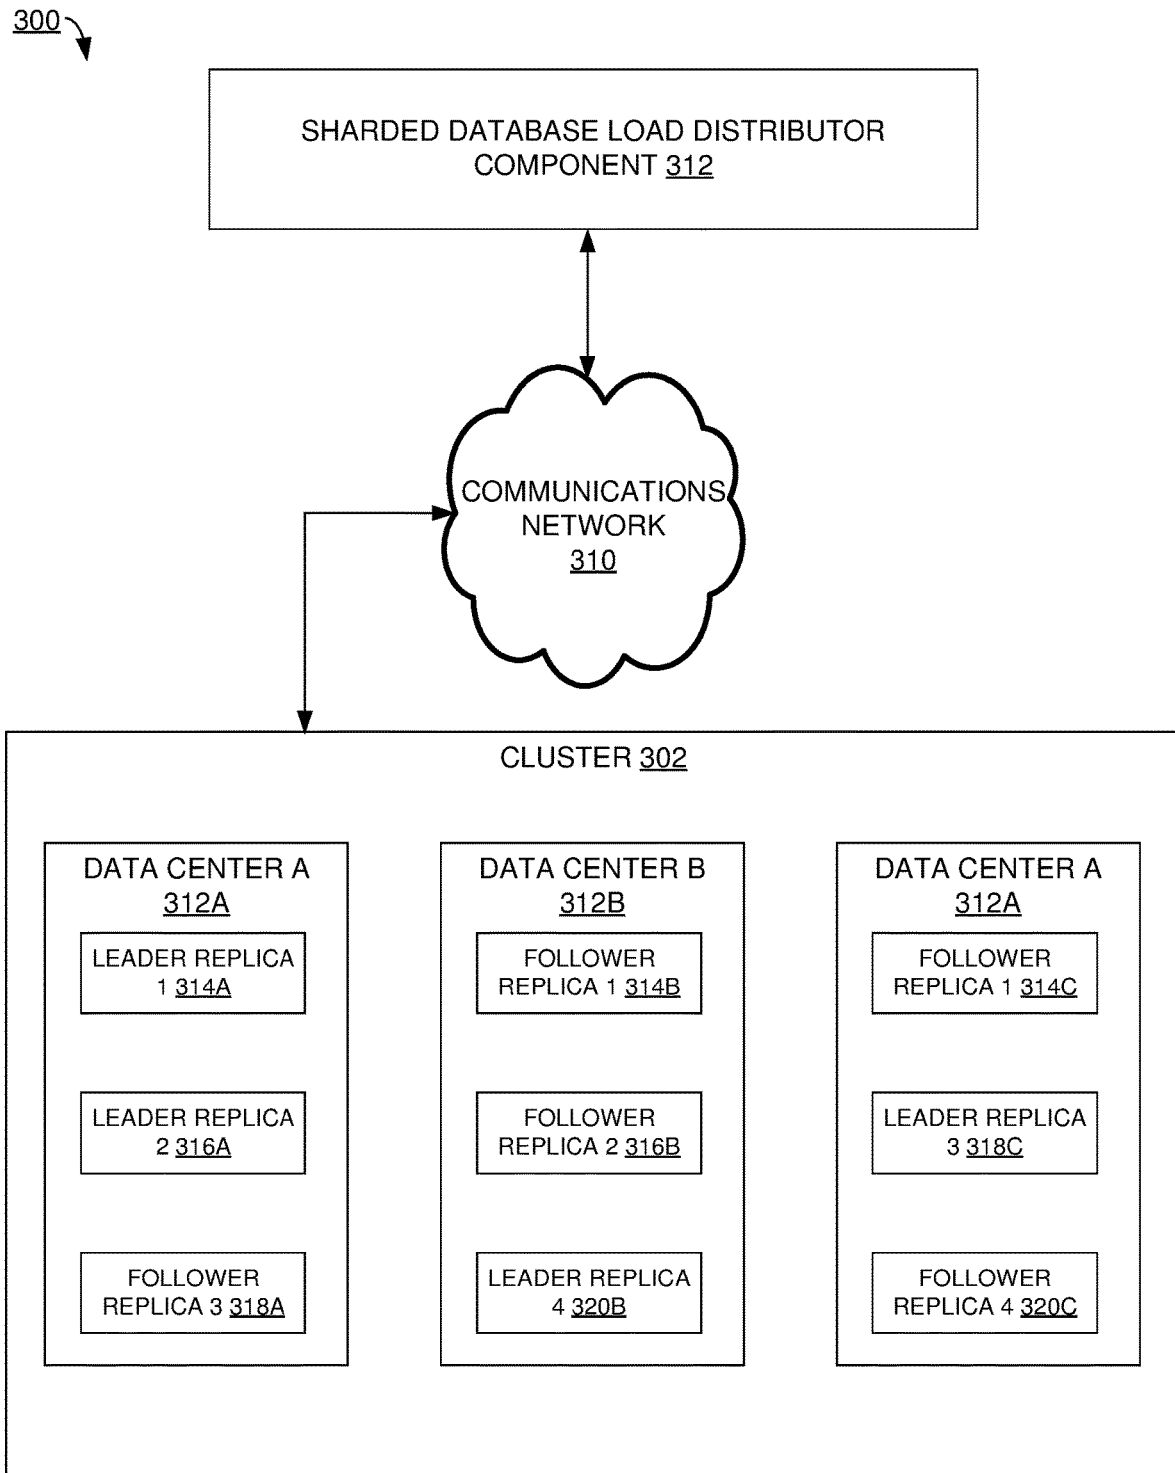 300
SHARDED DATABASE LOAD DISTRIBUTOR
COMPONENT 312
COMMUNICATIONS
NETWORK
310
CLUSTER 302
DATA CENTER A
312A
LEADER REPLICA
1 314A
LEADER REPLICA
2 316A
FOLLOWER
REPLICA 3 318A
DATA CENTER B
312B
FOLLOWER
REPLICA 1 314B
FOLLOWER
REPLICA 2 316B
LEADER REPLICA
4 320B
DATA CENTER A
312A
FOLLOWER
REPLICA 1 314C
LEADER REPLICA
3 318C
FOLLOWER
REPLICA 4 320C